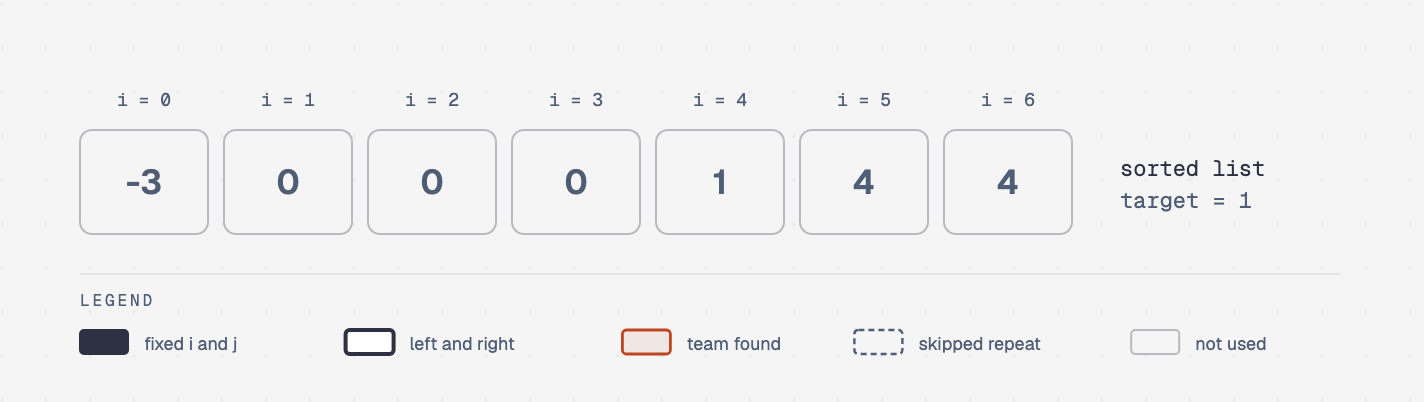 i = 0 i = 1 i = 2 i = 3 i = 4 i = 5 i = 6
-3 0 0 0 1 4 4
sorted list
target = 1
LEGEND
fixed i and j left and right team found skipped repeat not used